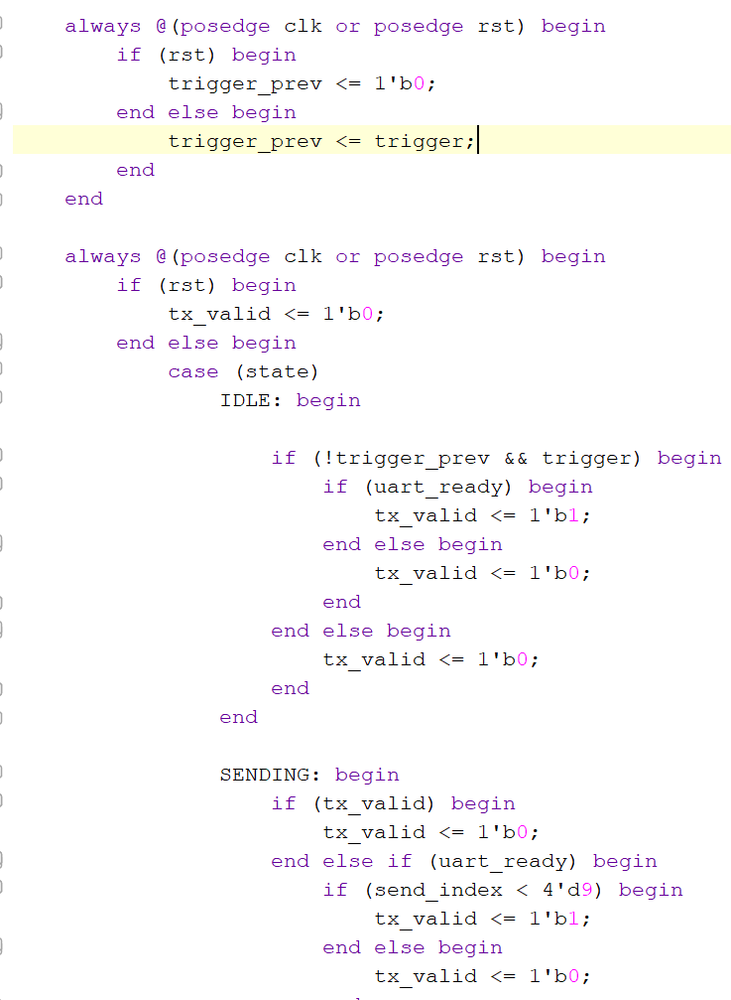 always @(posedge clk or posedge rst) begin
if (rst) begin
trigger_prev <= 1'b0;
end else begin
trigger_prev <= trigger;
end
end
always @(posedge clk or posedge rst) begin
if (rst) begin
tx_valid <= 1'b0;
end else begin
case (state)
IDLE: begin
if (!trigger_prev && trigger) begin
if (uart_ready) begin
tx_valid <= 1'b1;
end else begin
tx_valid <= 1'b0;
end
end else begin
tx_valid <= 1'b0;
end
end
SENDING: begin
if (tx_valid) begin
tx_valid <= 1'b0;
end else if (uart_ready) begin
if (send_index < 4'd9) begin
tx_valid <= 1'b1;
end else begin
tx_valid <= 1'b0;